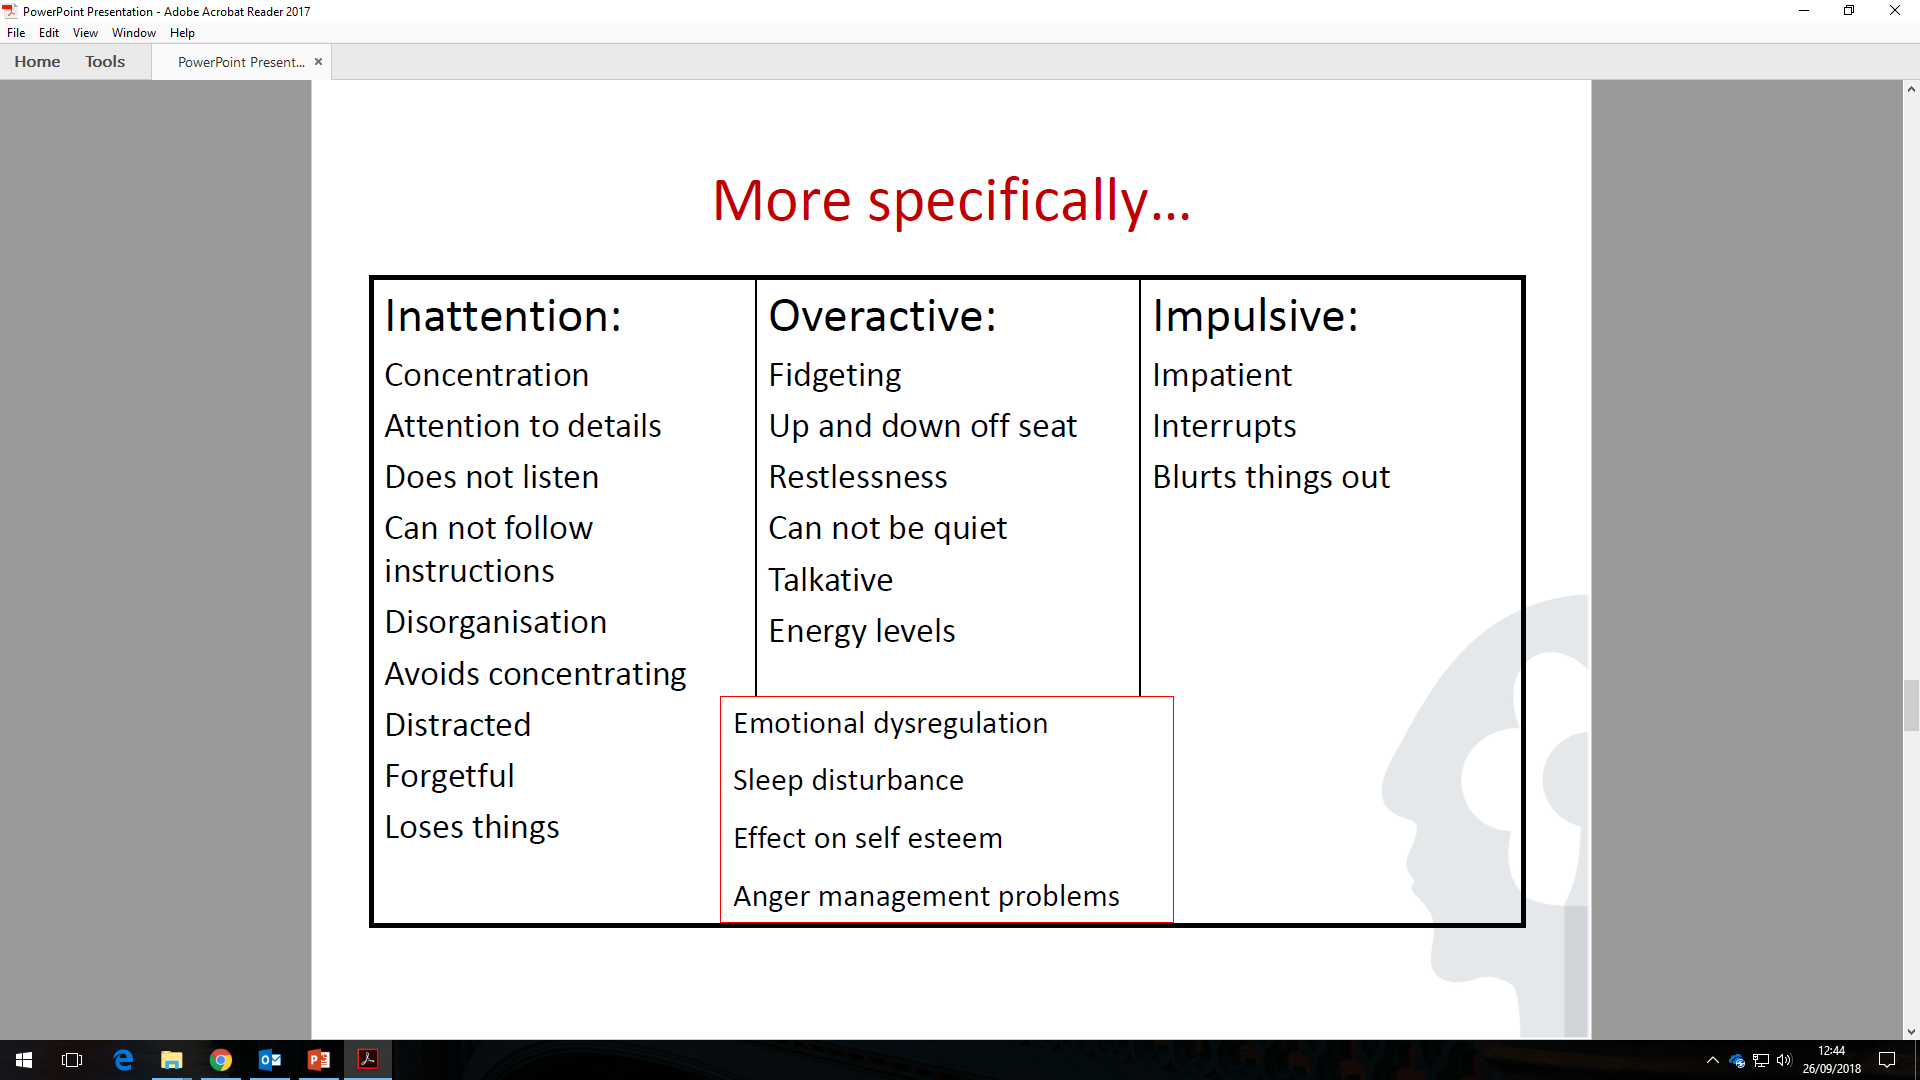 PowerPoint Presentation - Adobe Acrobat Reader 2017
File Edit View Window Help
Home Tools PowerPoint Present...
More specifically...
Inattention:
Concentration
Attention to details
Does not listen
Can not follow
instructions
Disorganisation
Avoids concentrating
Distracted
Forgetful
Loses things
Overactive:
Fidgeting
Up and down off seat
Restlessness
Can not be quiet
Talkative
Energy levels
Impulsive:
Impatient
Interrupts
Blurts things out
Emotional dysregulation
Sleep disturbance
Effect on self esteem
Anger management problems
12:44
26/09/2018